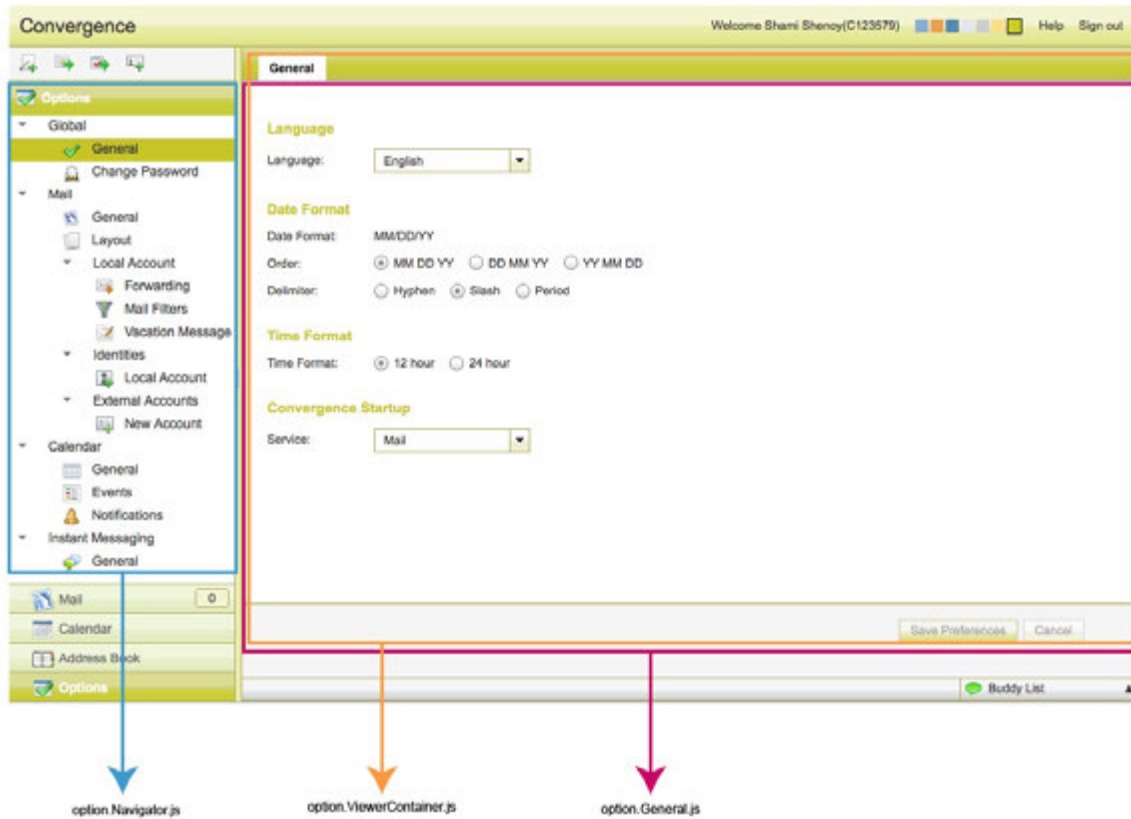 Convergence
Welcome Shami Shenoy(C123579)
Help
Sign out
Options
Global
General
Change Password
Mail
General
Layout
Local Account
Forwarding
Mail Filters
Vacation Message
Identities
Local Account
External Accounts
New Account
Calendar
General
Events
Notifications
Instant Messaging
General
Mail 0
Calendar
Address Book
Options
General
Language
Language: English
Date Format
Date Format: MM/DD/YY
Order: MM DD YY DD MM YY YY MM DD
Delimiter: Hyphen Slash Period
Time Format
Time Format: 12 hour 24 hour
Convergence Startup
Service: Mail
Save Preferences Cancel
Buddy List
option.Navigator.js
option.ViewerContainer.js
option.General.js